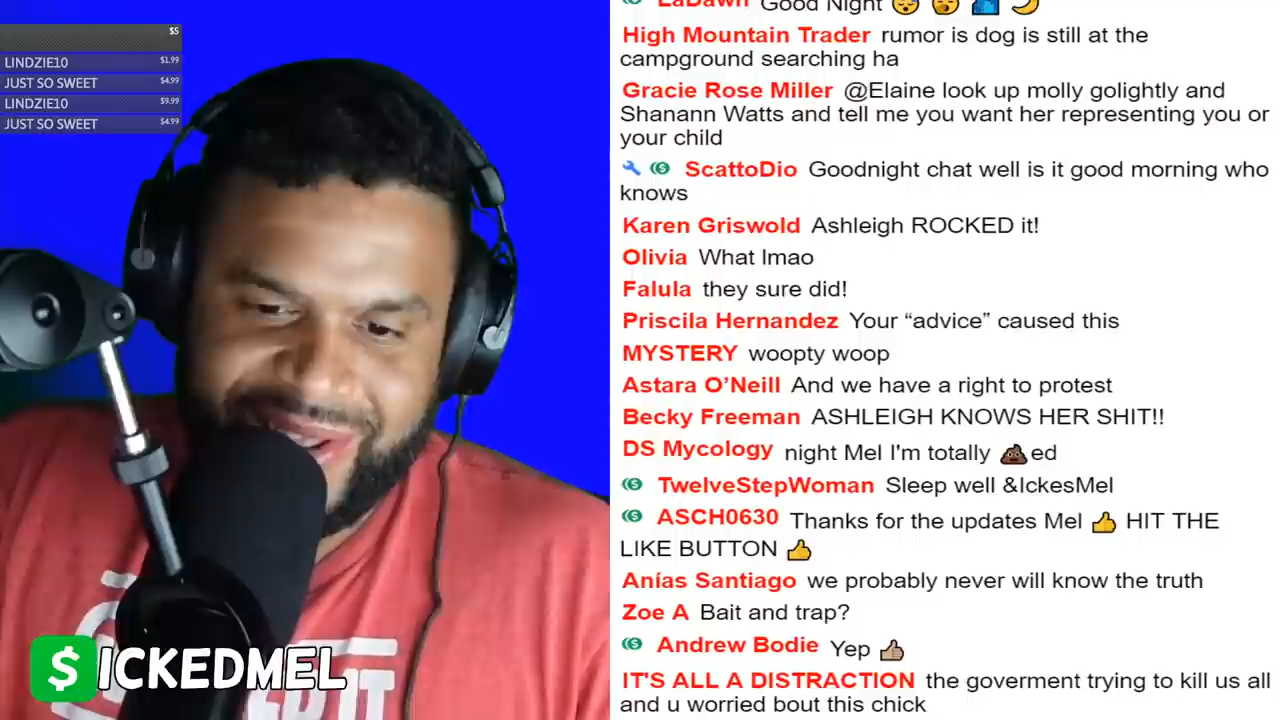 $5
LINDZIE10 $1.99
JUST SO SWEET $4.99
LINDZIE10 $9.99
JUST SO SWEET $4.99
$ICKEDMEL
LaDawn Good Night 😴 🥱 🌃 🌙
High Mountain Trader rumor is dog is still at the
campground searching ha
Gracie Rose Miller @Elaine look up molly golightly and
Shanann Watts and tell me you want her representing you or
your child
ScattoDio Goodnight chat well is it good morning who
knows
Karen Griswold Ashleigh ROCKED it!
Olivia What lmao
Falula they sure did!
Priscila Hernandez Your “advice” caused this
MYSTERY woopty woop
Astara O’Neill And we have a right to protest
Becky Freeman ASHLEIGH KNOWS HER SHIT!!
DS Mycology night Mel I'm totally 💩ed
TwelveStepWoman Sleep well &IckesMel
ASCH0630 Thanks for the updates Mel 👍 HIT THE
LIKE BUTTON 👍
Anías Santiago we probably never will know the truth
Zoe A Bait and trap?
Andrew Bodie Yep 👍🏼
IT'S ALL A DISTRACTION the goverment trying to kill us all
and u worried bout this chick